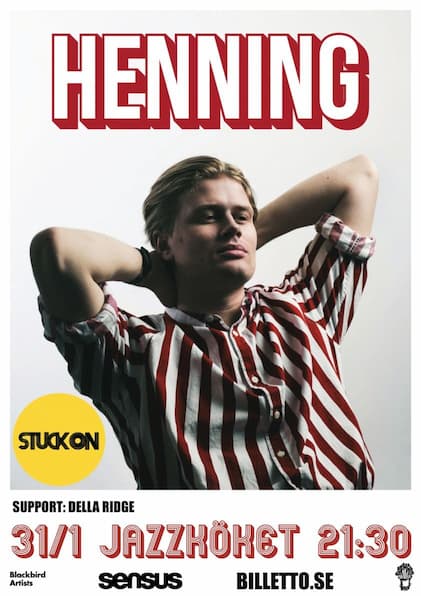 HENNING
STUCK ON
SUPPORT: DELLA RIDGE
31/1 JAZZKÖKET 21:30
Blackbird
Artists
sensus
BILLETTO.SE